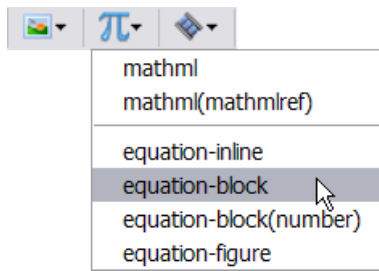 π
mathml
mathml(mathmlref)
equation-inline
equation-block
equation-block(number)
equation-figure